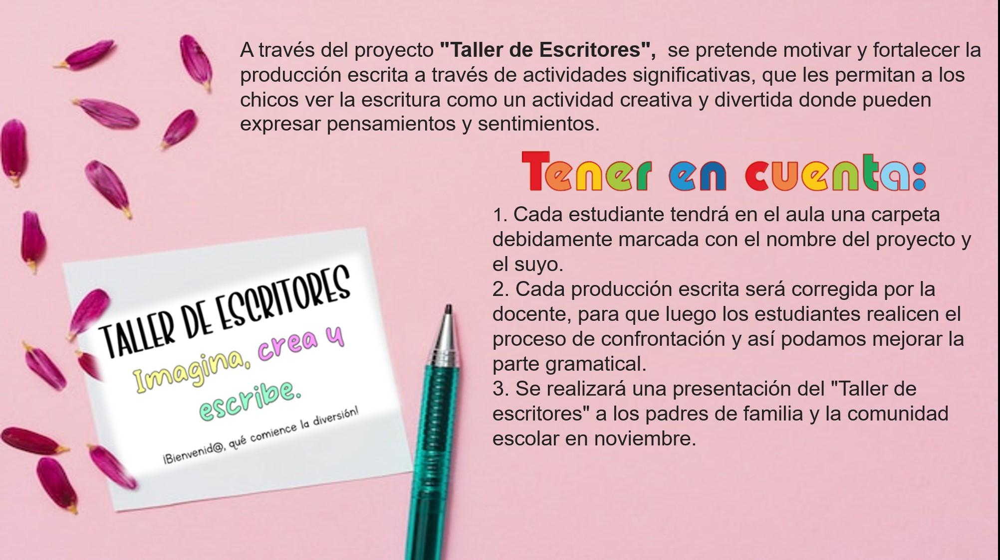 A través del proyecto "Taller de Escritores",  se pretende motivar y fortalecer la
producción escrita a través de actividades significativas, que les permitan a los
chicos ver la escritura como un actividad creativa y divertida donde pueden
expresar pensamientos y sentimientos.
Tener en cuenta:
1. Cada estudiante tendrá en el aula una carpeta
debidamente marcada con el nombre del proyecto y
el suyo.
2. Cada producción escrita será corregida por la
docente, para que luego los estudiantes realicen el
proceso de confrontación y así podamos mejorar la
parte gramatical.
3. Se realizará una presentación del "Taller de
escritores" a los padres de familia y la comunidad
escolar en noviembre.
TALLER DE ESCRITORES
Imagina, crea y
escribe.
¡Bienvenid@, qué comience la diversión!